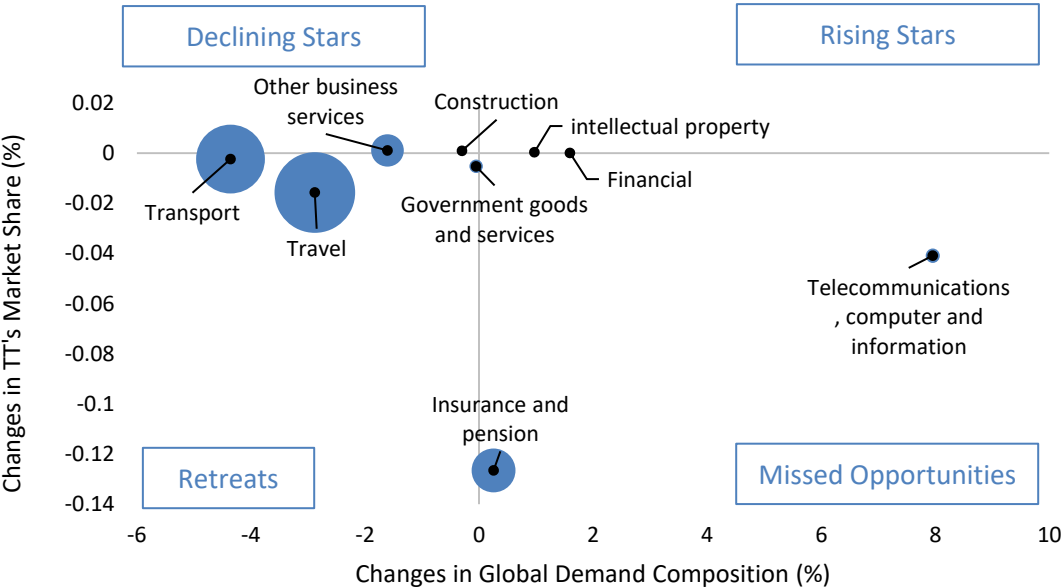 Declining Stars
Rising Stars
Other business
services
Construction
intellectual property
Financial
Transport
Travel
Government goods
and services
Telecommunications
, computer and
information
Insurance and
pension
Retreats
Missed Opportunities
Changes in TT's Market Share (%)
0.02
0
-0.02
-0.04
-0.06
-0.08
-0.1
-0.12
-0.14
-6
-4
-2
0
2
4
6
8
10
Changes in Global Demand Composition (%)